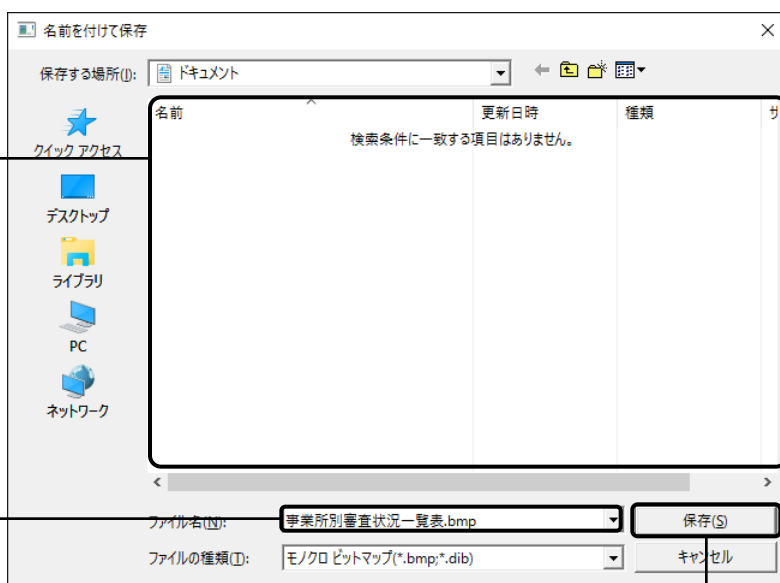 名前を付けて保存
保存する場所(I): ドキュメント
名前 更新日時 種類 サ
検索条件に一致する項目はありません。
クイック アクセス
デスクトップ
ライブラリ
PC
ネットワーク
ファイル名(N): 事業所別審査状況一覧表.bmp 保存(S)
ファイルの種類(T): モノクロ ビットマップ(*.bmp;*.dib) キャンセル